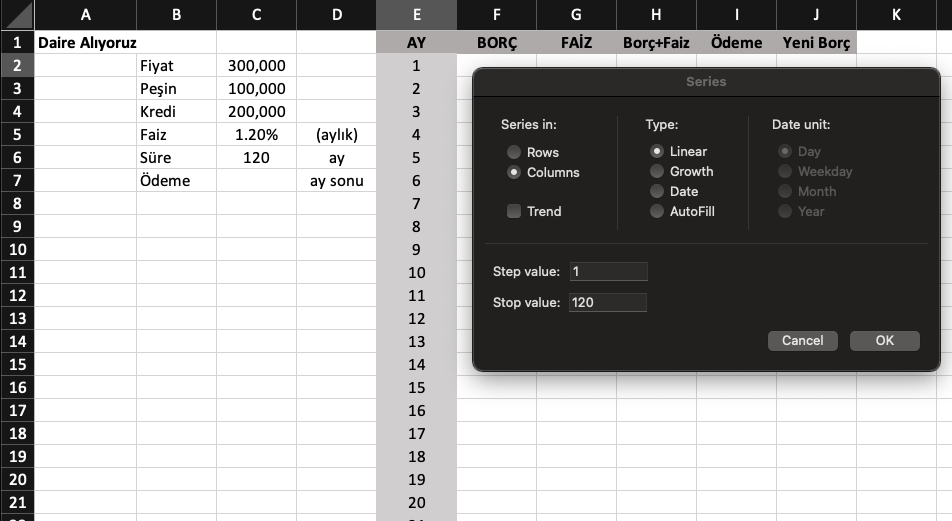 A B C D E F G H I J K
1 Daire Alıyoruz AY BORÇ FAİZ Borç+Faiz Ödeme Yeni Borç
2 Fiyat 300,000 1
3 Peşin 100,000 2
4 Kredi 200,000 3
5 Faiz 1.20% (aylık) 4
6 Süre 120 ay 5
7 Ödeme ay sonu 6
8 7
9 8
10 9
11 10
12 11
13 12
14 13
15 14
16 15
17 16
18 17
19 18
20 19
21 20
Series
Series in: Type: Date unit:
Rows Linear Day
Columns Growth Weekday
Date Month
Trend AutoFill Year
Step value: 1
Stop value: 120
Cancel OK